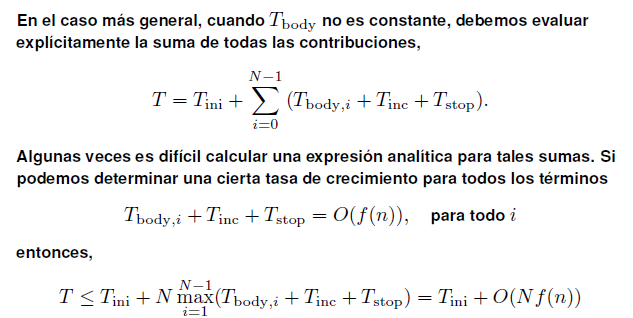 En el caso más general, cuando $T_{\text{body}}$ no es constante, debemos evaluar
explícitamente la suma de todas las contribuciones,
$$T = T_{\text{ini}} + \sum_{i=0}^{N-1} (T_{\text{body},i} + T_{\text{inc}} + T_{\text{stop}}).$$
Algunas veces es difícil calcular una expresión analítica para tales sumas. Si
podemos determinar una cierta tasa de crecimiento para todos los términos
$$T_{\text{body},i} + T_{\text{inc}} + T_{\text{stop}} = O(f(n)), \quad \text{para todo } i$$
entonces,
$$T \leq T_{\text{ini}} + N \max_{i=1}^{N-1} (T_{\text{body},i} + T_{\text{inc}} + T_{\text{stop}}) = T_{\text{ini}} + O(Nf(n))$$